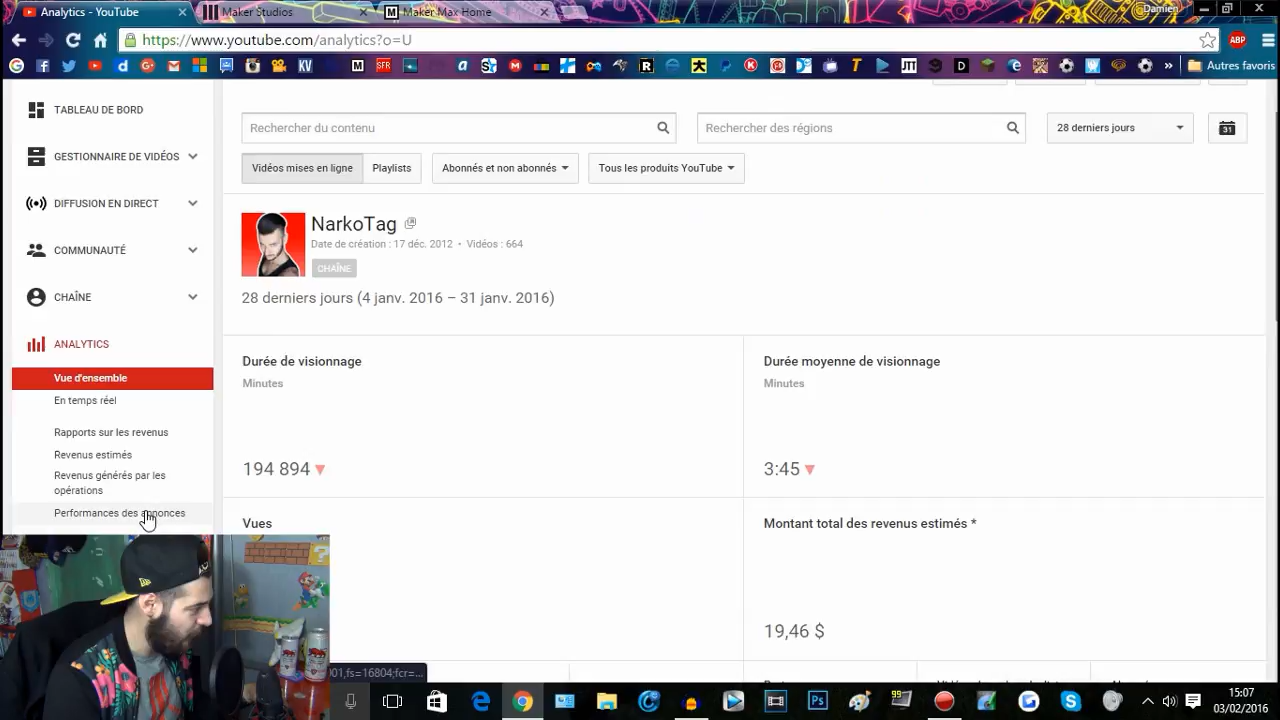 Analytics - YouTube
Maker Studios
Maker Max Home
Damien
https://www.youtube.com/analytics?o=U
ABP
Autres favoris
TABLEAU DE BORD
GESTIONNAIRE DE VIDÉOS
DIFFUSION EN DIRECT
COMMUNAUTÉ
CHAÎNE
ANALYTICS
Vue d'ensemble
En temps réel
Rapports sur les revenus
Revenus estimés
Revenus générés par les
opérations
Performances des annonces
Rechercher du contenu
Rechercher des régions
28 derniers jours
31
Vidéos mises en ligne
Playlists
Abonnés et non abonnés
Tous les produits YouTube
NarkoTag
Date de création : 17 déc. 2012 • Vidéos : 664
CHAÎNE
28 derniers jours (4 janv. 2016 – 31 janv. 2016)
Durée de visionnage
Minutes
194 894
Durée moyenne de visionnage
Minutes
3:45
Vues
Montant total des revenus estimés *
19,46 $
001,fs=16804;fcr=...
15:07
03/02/2016